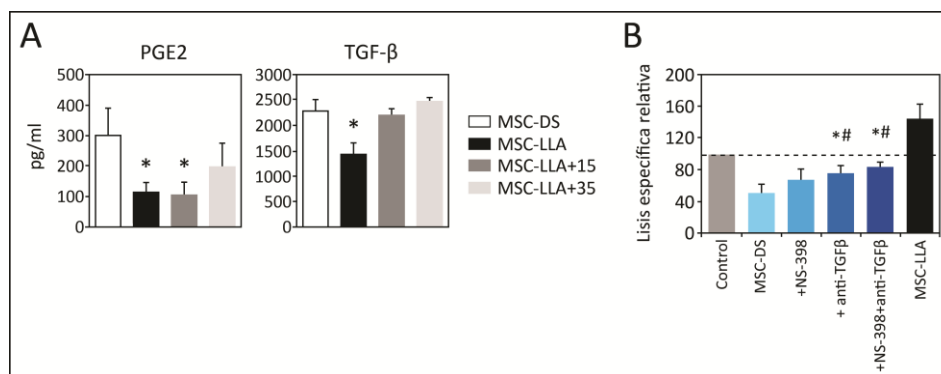 A
PGE2
TGF-β
B
pg/ml
500
400
300
200
100
0
*
*
3000
2500
2000
1500
1000
500
0
*
MSC-DS
MSC-LLA
MSC-LLA+15
MSC-LLA+35
Lisis específica relativa
200
160
120
80
40
0
*#
*#
Control
MSC-DS
+NS-398
+ anti-TGFβ
+NS-398+anti-TGFβ
MSC-LLA